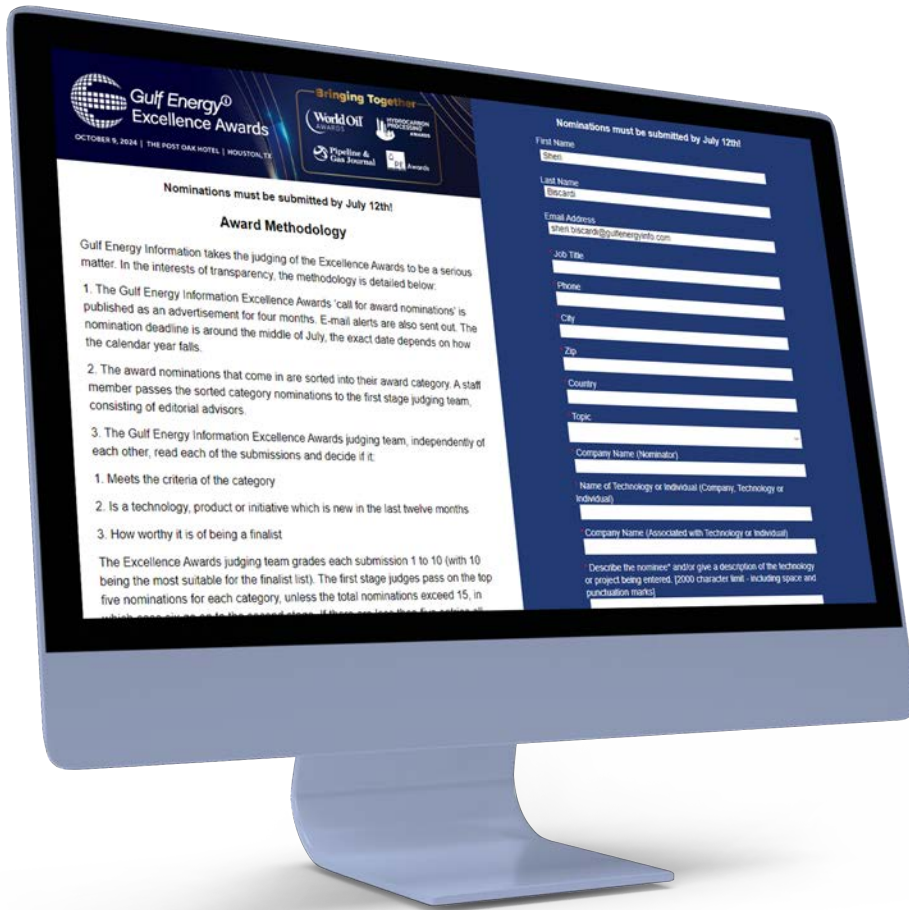 Gulf Energy
Excellence Awards
OCTOBER 9, 2024 | THE POST OAK HOTEL | HOUSTON, TX
Bringing Together
World Oil
AWARDS
HYDROCARBON
PROCESSING
AWARDS
Pipeline &
Gas Journal
Awards
Nominations must be submitted by July 12th!
Award Methodology
Gulf Energy Information takes the judging of the Excellence Awards to be a serious
matter. In the interests of transparency, the methodology is detailed below:
1. The Gulf Energy Information Excellence Awards 'call for award nominations' is
published as an advertisement for four months. E-mail alerts are also sent out. The
nomination deadline is around the middle of July, the exact date depends on how
the calendar year falls.
2. The award nominations that come in are sorted into their award category. A staff
member passes the sorted category nominations to the first stage judging team,
consisting of editorial advisors.
3. The Gulf Energy Information Excellence Awards judging team, independently of
each other, read each of the submissions and decide if it:
1. Meets the criteria of the category
2. Is a technology, product or initiative which is new in the last twelve months
3. How worthy it is of being a finalist
The Excellence Awards judging team grades each submission 1 to 10 (with 10
being the most suitable for the finalist list). The first stage judges pass on the top
five nominations for each category, unless the total nominations exceed 15, in
Nominations must be submitted by July 12th!
First Name
Sheri
Last Name
Biscardi
Email Address
sheri.biscardi@gulfenergyinfo.com
*Job Title
*Phone
*City
*Zip
Country
*Topic
*Company Name (Nominator)
*Name of Technology or Individual (Company, Technology or
Individual)
*Company Name (Associated with Technology or Individual)
*Describe the nominee* and/or give a description of the technology
or project being entered. [2000 character limit - including space and
punctuation marks]